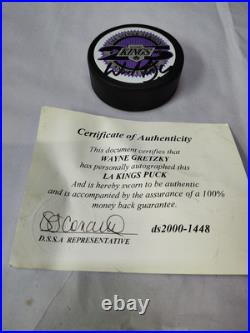 KINGS
Certificate of Authenticity
This document certifies that
WAYNE GRETZKY
has personally autographed this
LA KINGS PUCK
And is hereby sworn to be authentic
and is accompanied by the assurance of a 100%
money back guarantee.
ds2000-1448
D.S.S.A REPRESENTATIVE